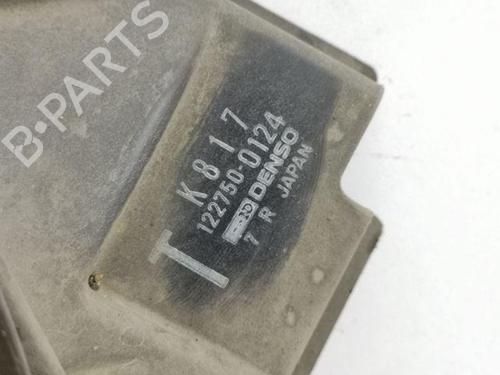 B-PARTS
K817
122750-0124
DENSO
T 7 R JAPAN